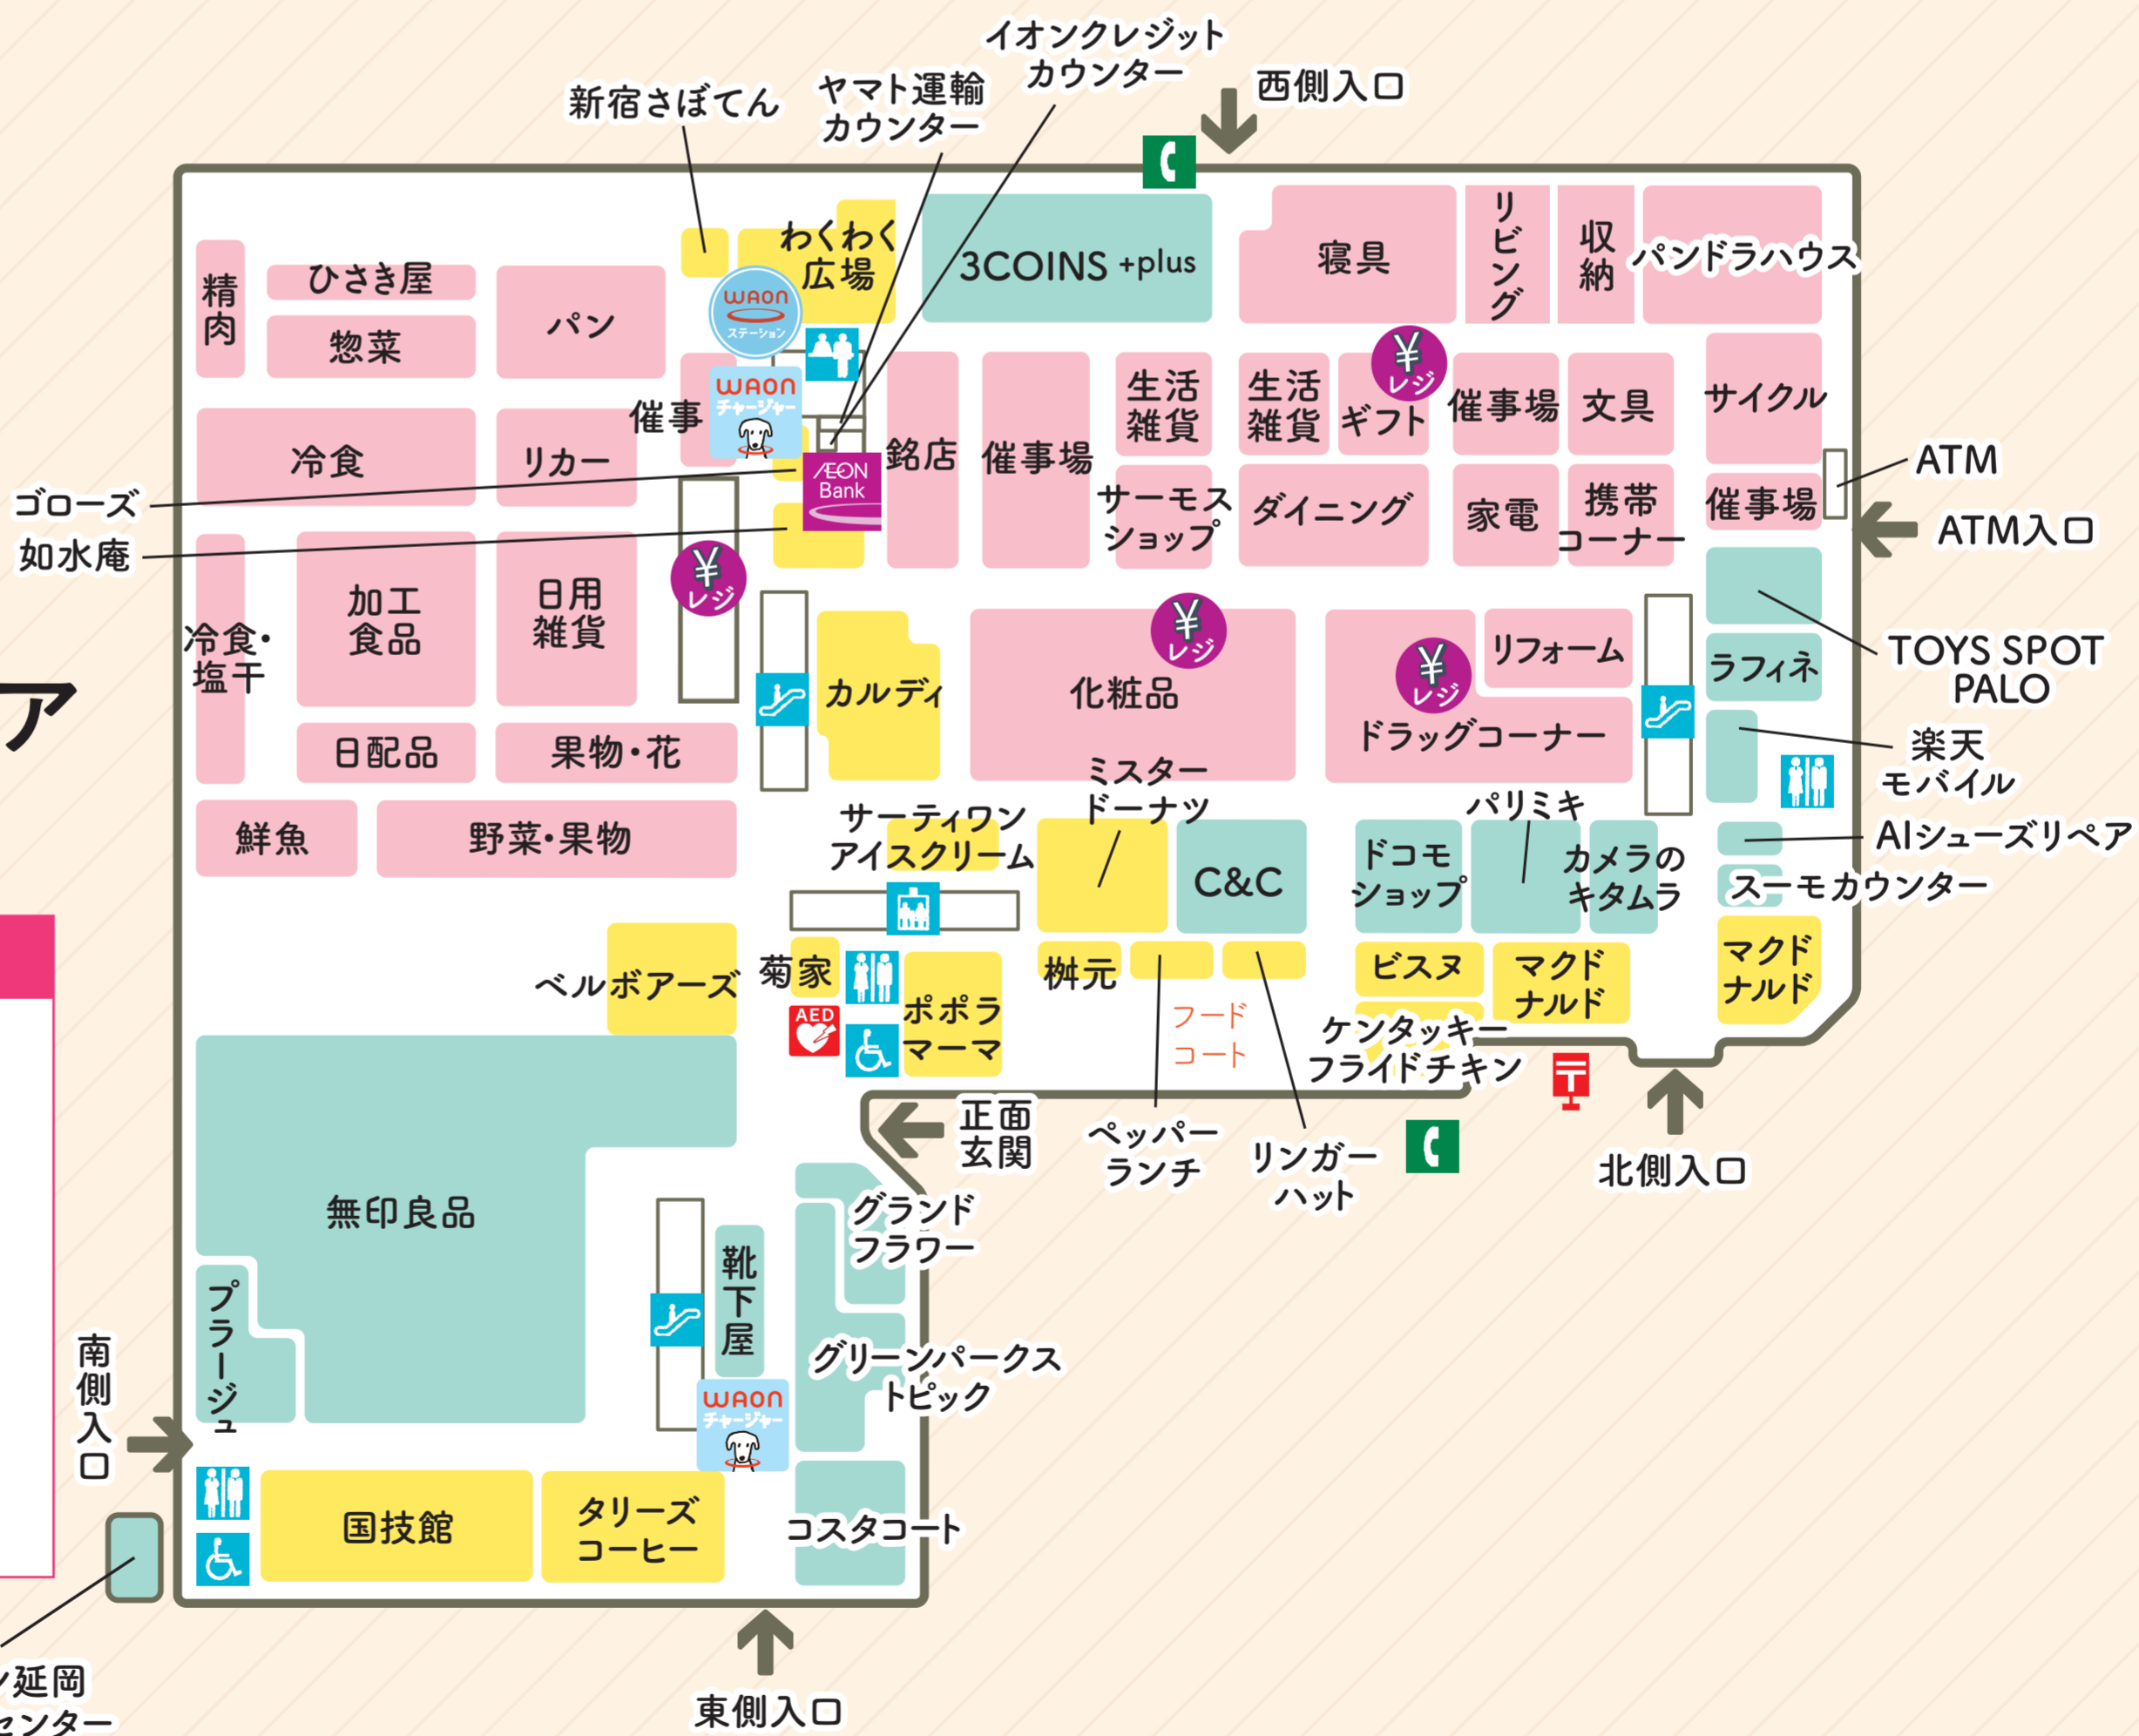 イオンクレジット
カウンター
西側入口
新宿さぼてん
ヤマト運輸
カウンター
精肉
ひさき屋
惣菜
パン
わくわく
広場
WAON
ステーション
3COINS +plus
寝具
リビング
収納
パンドラハウス
冷食
リカー
催事
WAON
チャージャー
銘店
催事場
生活
雑貨
生活
雑貨
ギフト
¥
レジ
催事場
文具
サイクル
ATM
ATM入口
ゴローズ
如水庵
ÆON
Bank
サーモス
ショップ
ダイニング
家電
携帯
コーナー
催事場
冷食・
塩干
加工
食品
日用
雑貨
¥
レジ
カルディ
化粧品
¥
レジ
¥
レジ
リフォーム
ドラッグコーナー
ラフィネ
TOYS SPOT
PALO
楽天
モバイル
ア
日配品
果物・花
鮮魚
野菜・果物
サーティワン
アイスクリーム
ミスター
ドーナツ
C&C
ドコモ
ショップ
パリミキ
カメラの
キタムラ
AIシューズリペア
スーモカウンター
マクド
ナルド
ベルボアーズ
菊家
AED
ポポラ
マーマ
桝元
フード
コート
ビスヌ
マクド
ナルド
ケンタッキー
フライドチキン
正面
玄関
ペッパー
ランチ
リンガー
ハット
北側入口
無印良品
プラージュ
靴下屋
グランド
フラワー
グリーンパークス
トピック
WAON
チャージャー
南側入口
国技館
タリーズ
コーヒー
コスタコート
東側入口
ン延岡
センター